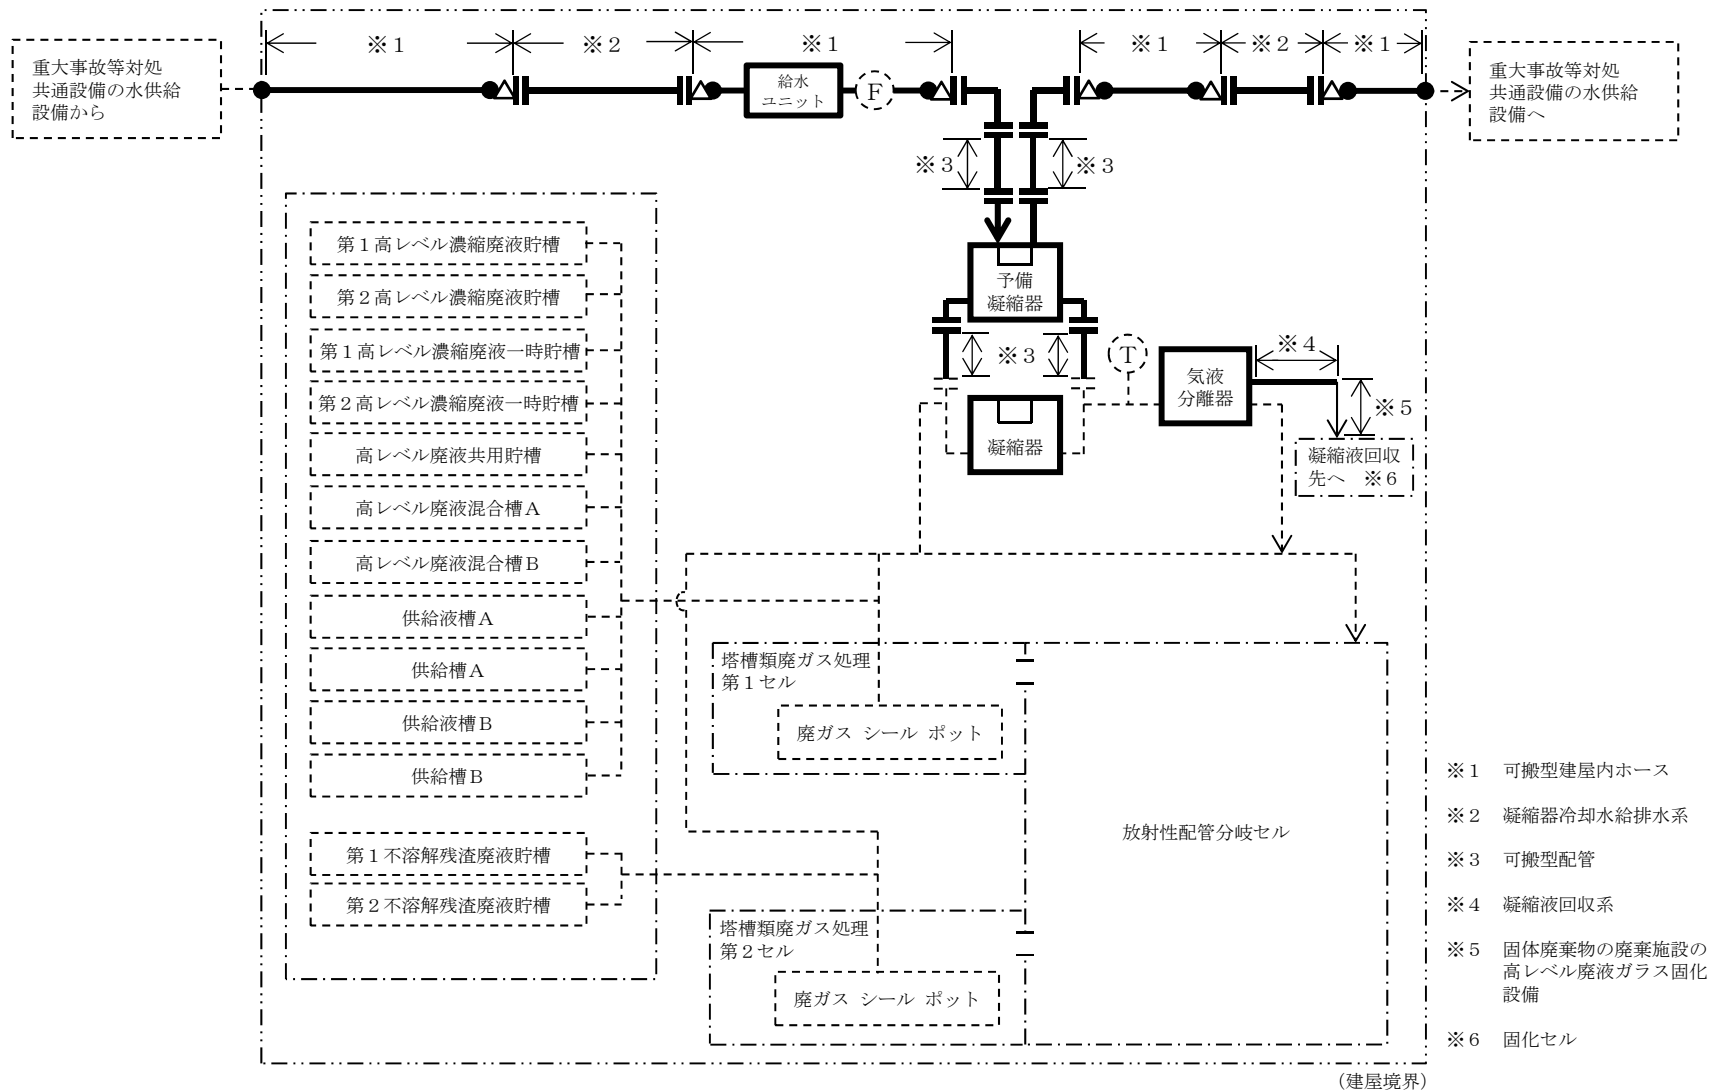 ※１
※２
※１
※１
※２
※１
重大事故等対処
共通設備の水供給
設備から
給水
ユニット
Ｆ
重大事故等対処
共通設備の水供給
設備へ
※３
※３
予備
凝縮器
※３
Ｔ
気液
分離器
※４
※５
凝縮器
凝縮液回収
先へ　※６
第１高レベル濃縮廃液貯槽
第２高レベル濃縮廃液貯槽
第１高レベル濃縮廃液一時貯槽
第２高レベル濃縮廃液一時貯槽
高レベル廃液共用貯槽
高レベル廃液混合槽Ａ
高レベル廃液混合槽Ｂ
供給液槽Ａ
供給槽Ａ
供給液槽Ｂ
供給槽Ｂ
第１不溶解残渣廃液貯槽
第２不溶解残渣廃液貯槽
塔槽類廃ガス処理
第１セル
廃ガス シール ポット
放射性配管分岐セル
塔槽類廃ガス処理
第２セル
廃ガス シール ポット
※１　可搬型建屋内ホース
※２　凝縮器冷却水給排水系
※３　可搬型配管
※４　凝縮液回収系
※５　固体廃棄物の廃棄施設の
高レベル廃液ガラス固化
設備
※６　固化セル
（建屋境界）